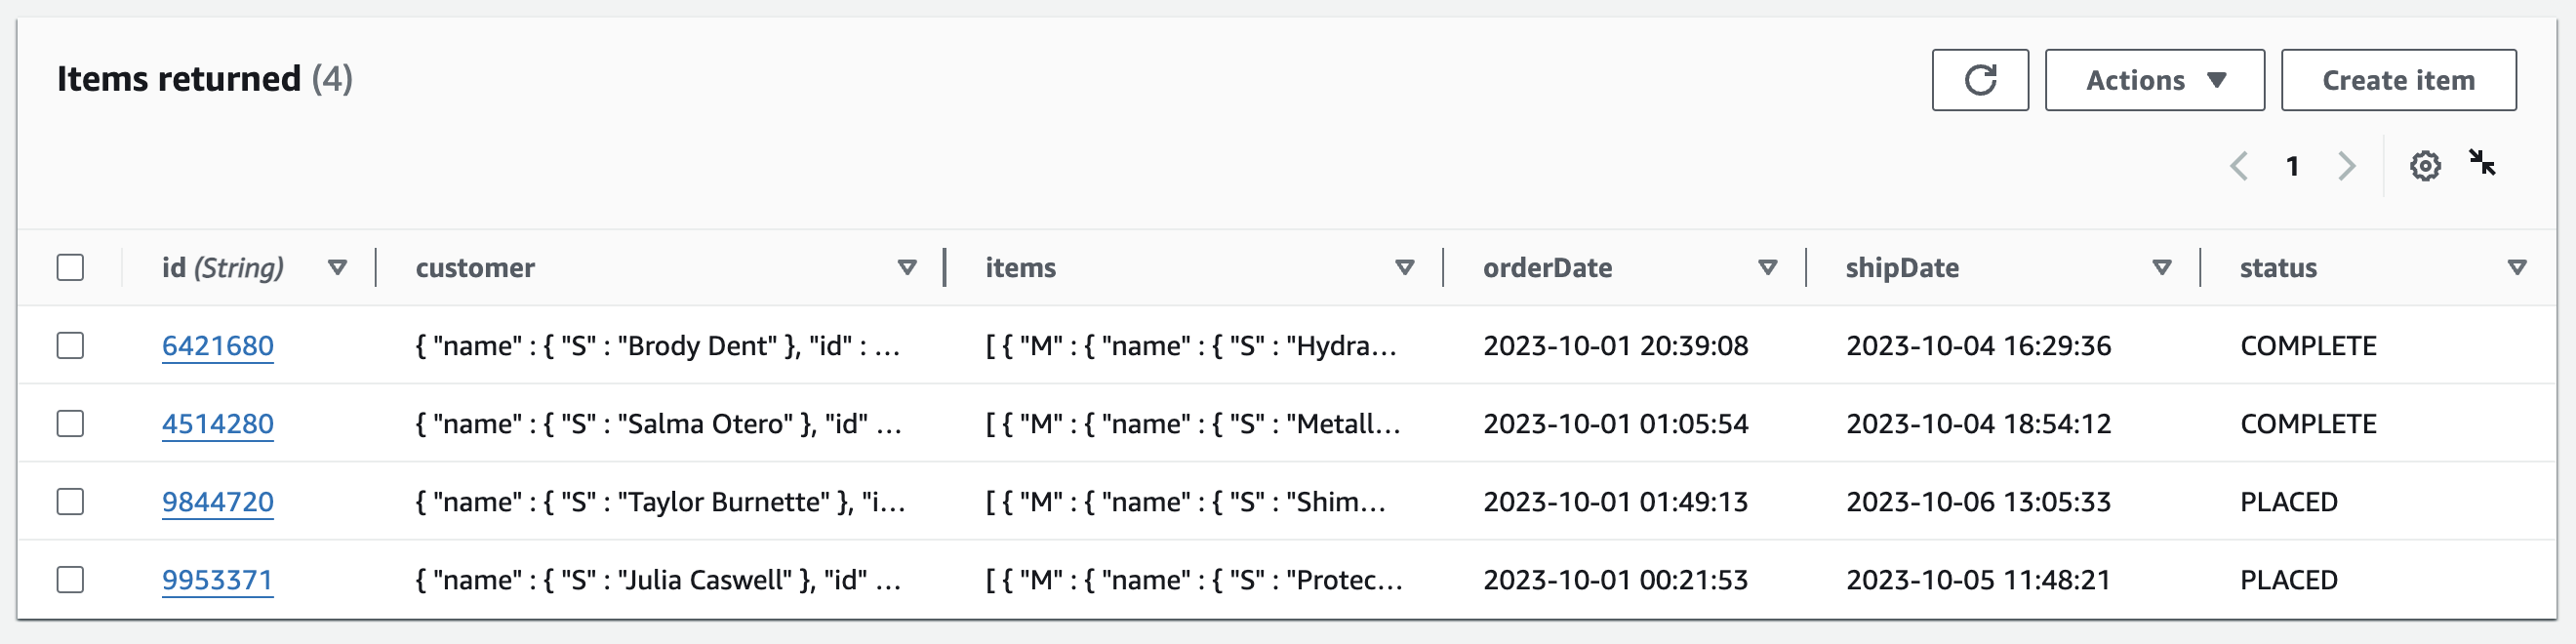 Items returned (4)
Actions
Create item
1
id (String) customer items orderDate shipDate status
6421680 { "name" : { "S" : "Brody Dent" }, "id" : ... [ { "M" : { "name" : { "S" : "Hydra... 2023-10-01 20:39:08 2023-10-04 16:29:36 COMPLETE
4514280 { "name" : { "S" : "Salma Otero" }, "id" ... [ { "M" : { "name" : { "S" : "Metall... 2023-10-01 01:05:54 2023-10-04 18:54:12 COMPLETE
9844720 { "name" : { "S" : "Taylor Burnette" }, "i... [ { "M" : { "name" : { "S" : "Shim... 2023-10-01 01:49:13 2023-10-06 13:05:33 PLACED
9953371 { "name" : { "S" : "Julia Caswell" }, "id" ... [ { "M" : { "name" : { "S" : "Protec... 2023-10-01 00:21:53 2023-10-05 11:48:21 PLACED